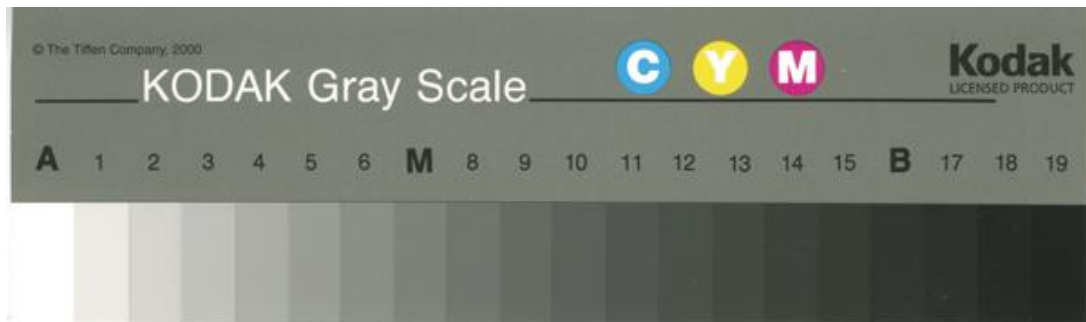 © The Tiffen Company, 2000
KODAK Gray Scale
C Y M
Kodak
LICENSED PRODUCT
A 1 2 3 4 5 6 M 8 9 10 11 12 13 14 15 B 17 18 19